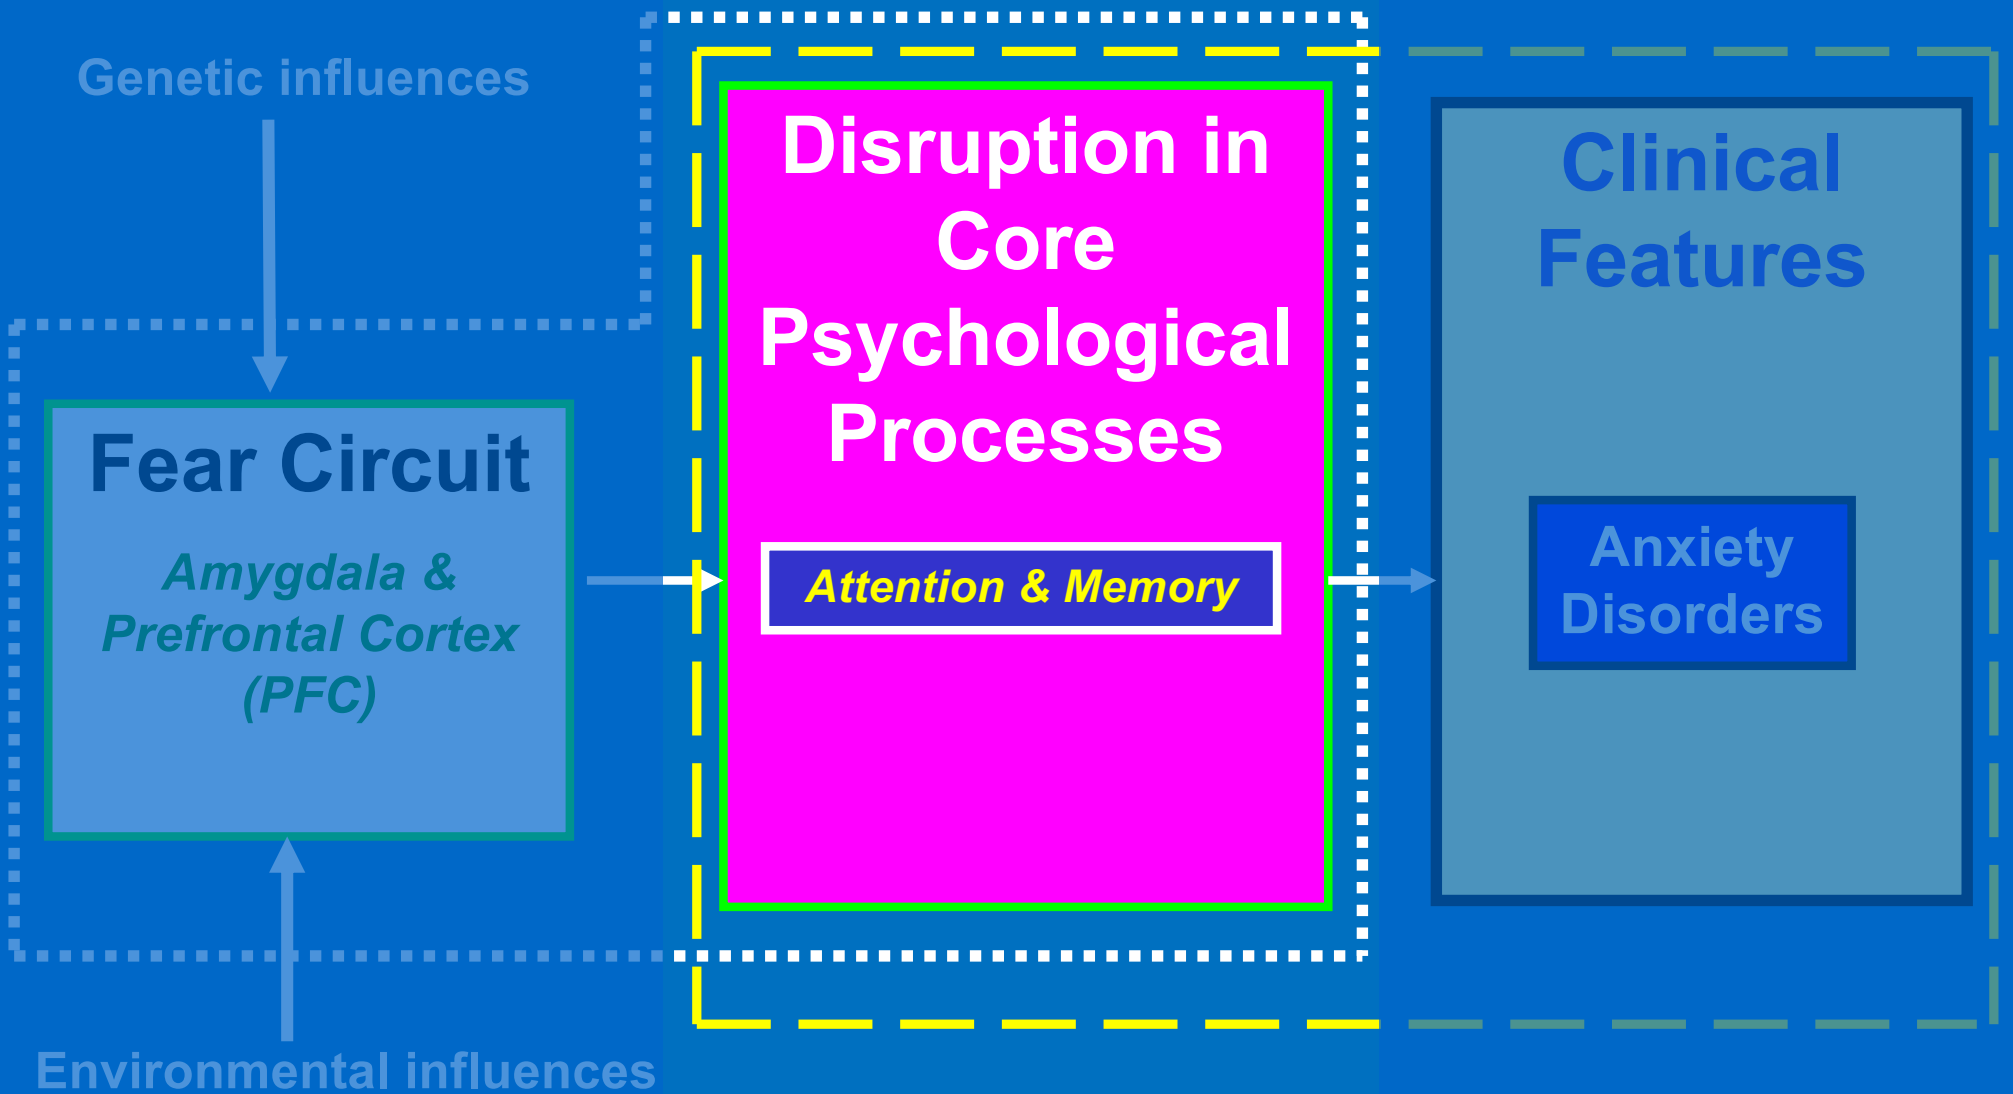 Genetic influences
Fear Circuit
Amygdala &
Prefrontal Cortex
(PFC)
Environmental influences
Disruption in
Core
Psychological
Processes
Attention & Memory
Clinical
Features
Anxiety
Disorders